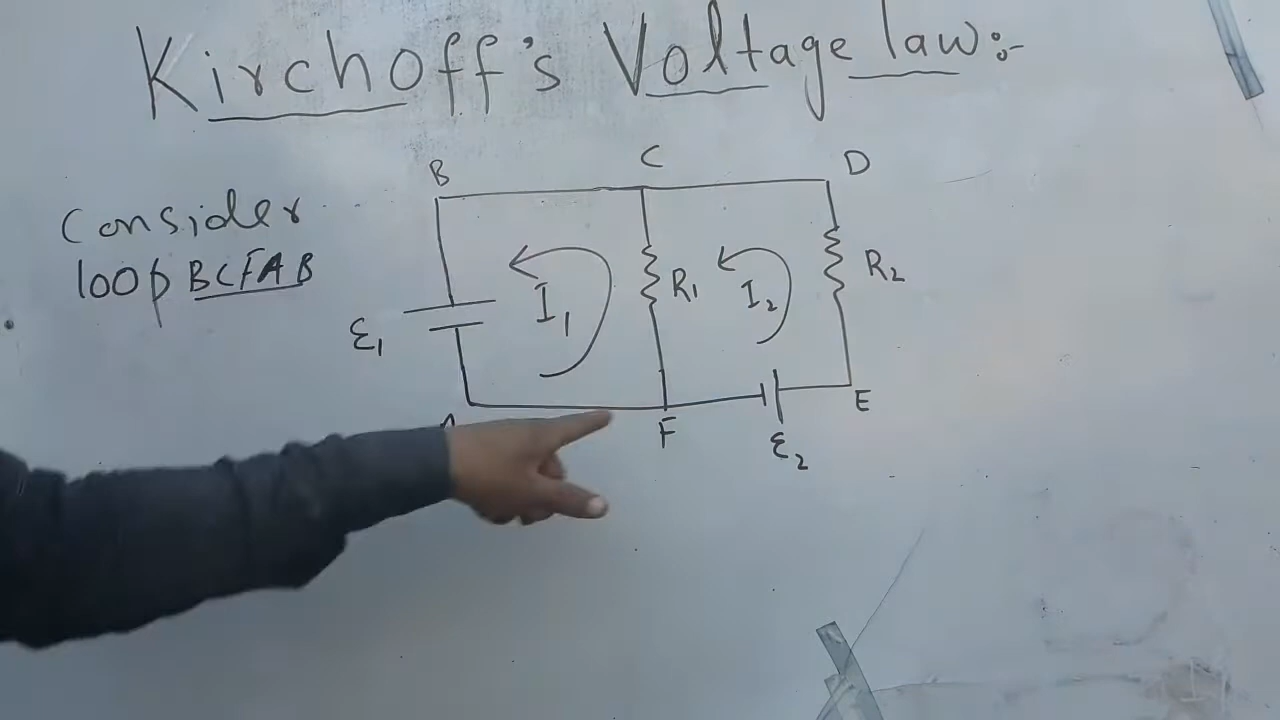 Kirchoff's Voltage law:-
Consider
loop BCFAB
B
C
D
ε1
I1
R1
I2
R2
F
ε2
E